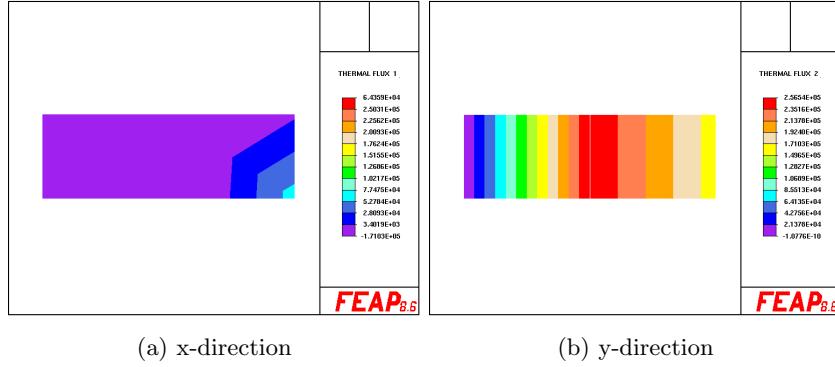 THERMAL FLUX 1
6.4359E+04
2.5031E+05
2.2562E+05
2.0093E+05
1.7624E+05
1.5155E+05
1.2686E+05
1.0217E+05
7.7475E+04
5.2784E+04
2.8093E+04
3.4019E+03
-1.7103E+05
FEAP8.6
(a) x-direction
THERMAL FLUX 2
2.5654E+05
2.3516E+05
2.1378E+05
1.9240E+05
1.7103E+05
1.4965E+05
1.2827E+05
1.0689E+05
8.5513E+04
6.4135E+04
4.2756E+04
2.1378E+04
-1.0776E-10
FEAP8.6
(b) y-direction